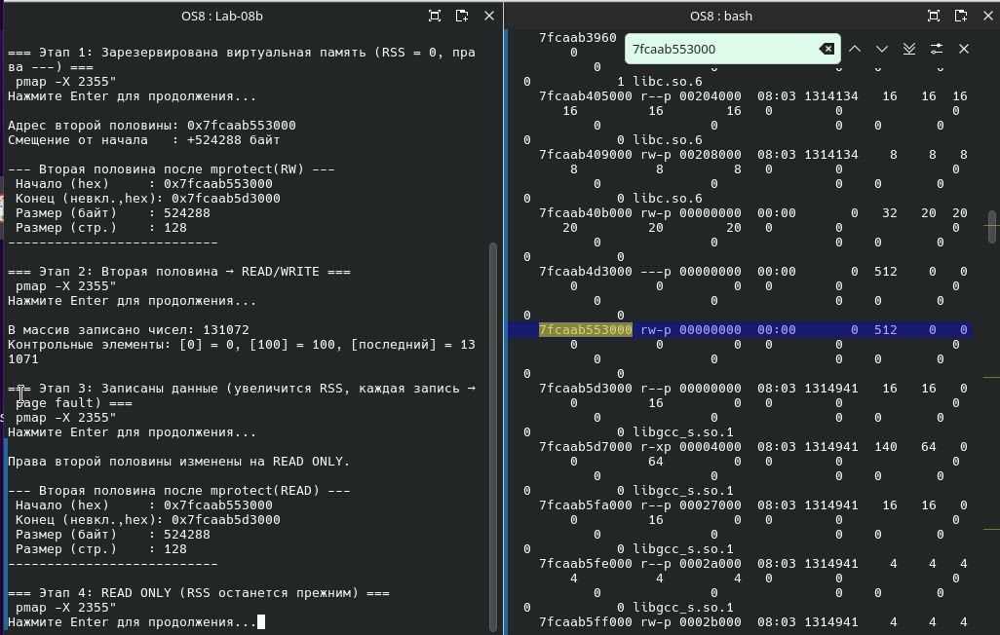 OS8 : Lab-08b
=== Этап 1: Зарезервирована виртуальная память (RSS = 0, пра
ва ---) ===
 pmap -X 2355"
Нажмите Enter для продолжения...

Адрес второй половины: 0x7fcaab553000
Смещение от начала   : +524288 байт

--- Вторая половина после mprotect(RW) ---
 Начало (hex)     : 0x7fcaab553000
 Конец (невкл.,hex): 0x7fcaab5d3000
 Размер (байт)    : 524288
 Размер (стр.)    : 128
---------------------------

=== Этап 2: Вторая половина → READ/WRITE ===
 pmap -X 2355"
Нажмите Enter для продолжения...

В массив записано чисел: 131072
Контрольные элементы: [0] = 0, [100] = 100, [последний] = 13
1071

=== Этап 3: Записаны данные (увеличится RSS, каждая запись →
 page fault) ===
 pmap -X 2355"
Нажмите Enter для продолжения...

Права второй половины изменены на READ ONLY.

--- Вторая половина после mprotect(READ) ---
 Начало (hex)     : 0x7fcaab553000
 Конец (невкл.,hex): 0x7fcaab5d3000
 Размер (байт)    : 524288
 Размер (стр.)    : 128
---------------------------

=== Этап 4: READ ONLY (RSS останется прежним) ===
 pmap -X 2355"
Нажмите Enter для продолжения...
OS8 : bash
7fcaab553000
7fcaab3960
0
0 0 0
0 1 libc.so.6
7fcaab405000 r--p 00204000 08:03 1314134 16 16 16
16 16 16 0 0 0
0 0 0 0
0 0 libc.so.6
7fcaab409000 rw-p 00208000 08:03 1314134 8 8 8
8 8 8 0 0 0
0 0 0 0
0 0 libc.so.6
7fcaab40b000 rw-p 00000000 00:00 0 32 20 20
20 20 20 0 0 0
0 0 0 0
0 0
7fcaab4d3000 ---p 00000000 00:00 0 512 0 0
0 0 0 0 0 0
0 0 0 0
0 0
7fcaab553000 rw-p 00000000 00:00 0 512 0 0
0 0 0 0 0 0
0 0 0 0
0 0
7fcaab5d3000 r--p 00000000 08:03 1314941 16 16 0
0 16 0 0 0 0
0 0 0 0
0 0 libgcc_s.so.1
7fcaab5d7000 r-xp 00004000 08:03 1314941 140 64 0
0 64 0 0 0 0
0 0 0 0
0 0 libgcc_s.so.1
7fcaab5fa000 r--p 00027000 08:03 1314941 16 16 0
0 16 0 0 0 0
0 0 0 0
0 0 libgcc_s.so.1
7fcaab5fe000 r--p 0002a000 08:03 1314941 4 4 4
4 4 4 0 0 0
0 0 0 0
0 0 libgcc_s.so.1
7fcaab5ff000 rw-p 0002b000 08:03 1314941 4 4 4